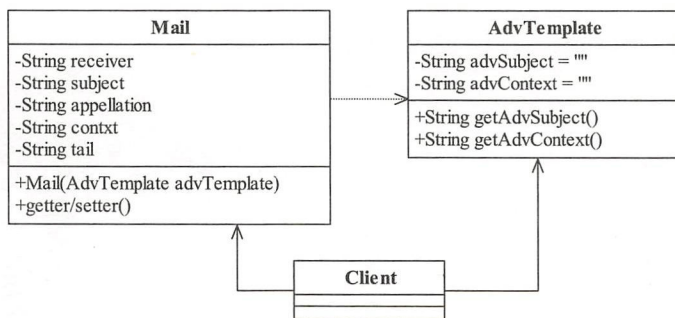 Mail
-String receiver
-String subject
-String appellation
-String contxt
-String tail
+Mail(AdvTemplate advTemplate)
+getter/setter()
AdvTemplate
-String advSubject = ""
-String advContext = ""
+String getAdvSubject()
+String getAdvContext()
Client